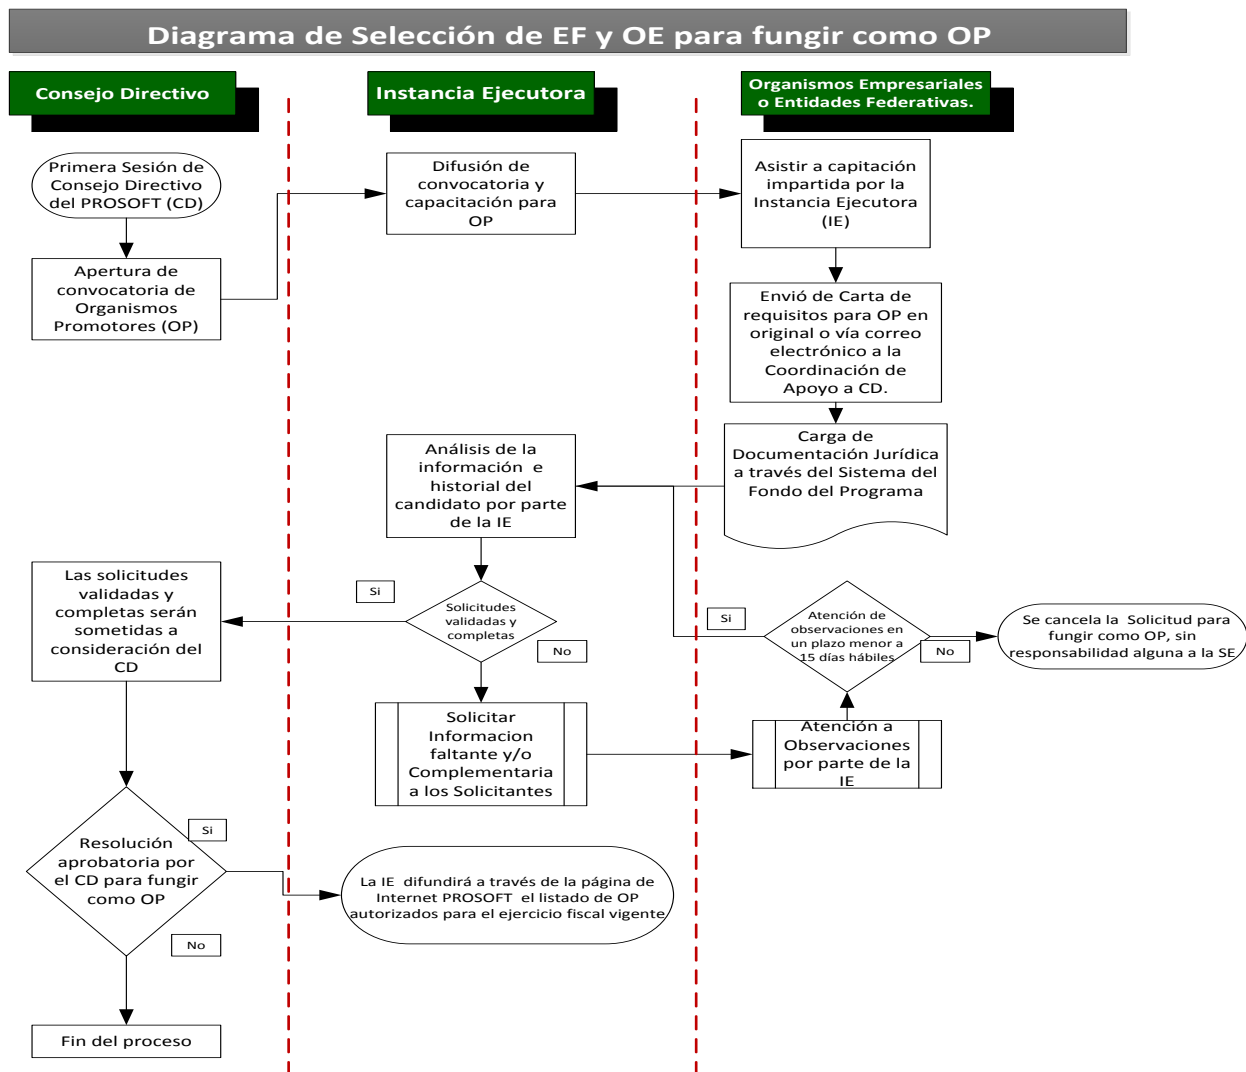 Diagrama de Selección de EF y OE para fungir como OP
Consejo Directivo
Instancia Ejecutora
Organismos Empresariales
o Entidades Federativas.
Primera Sesión de
Consejo Directivo
del PROSOFT (CD)
Difusión de
convocatoria y
capacitación para
OP
Asistir a capitación
impartida por la
Instancia Ejecutora
(IE)
Apertura de
convocatoria de
Organismos
Promotores (OP)
Envió de Carta de
requisitos para OP en
original o vía correo
electrónico a la
Coordinación de
Apoyo a CD.
Carga de
Documentación Jurídica
a través del Sistema del
Fondo del Programa
Análisis de la
información e
historial del
candidato por parte
de la IE
Las solicitudes
validadas y
completas serán
sometidas a
consideración del
CD
Si
Solicitudes
validadas y
completas
No
Si
Atención de
observaciones en
un plazo menor a
15 días hábiles
No
Se cancela la Solicitud para
fungir como OP, sin
responsabilidad alguna a la SE
Solicitar
Informacion
faltante y/o
Complementaria
a los Solicitantes
Atención a
Observaciones
por parte de la
IE
Si
Resolución
aprobatoria por
el CD para fungir
como OP
No
La IE difundirá a través de la página de
Internet PROSOFT el listado de OP
autorizados para el ejercicio fiscal vigente
Fin del proceso